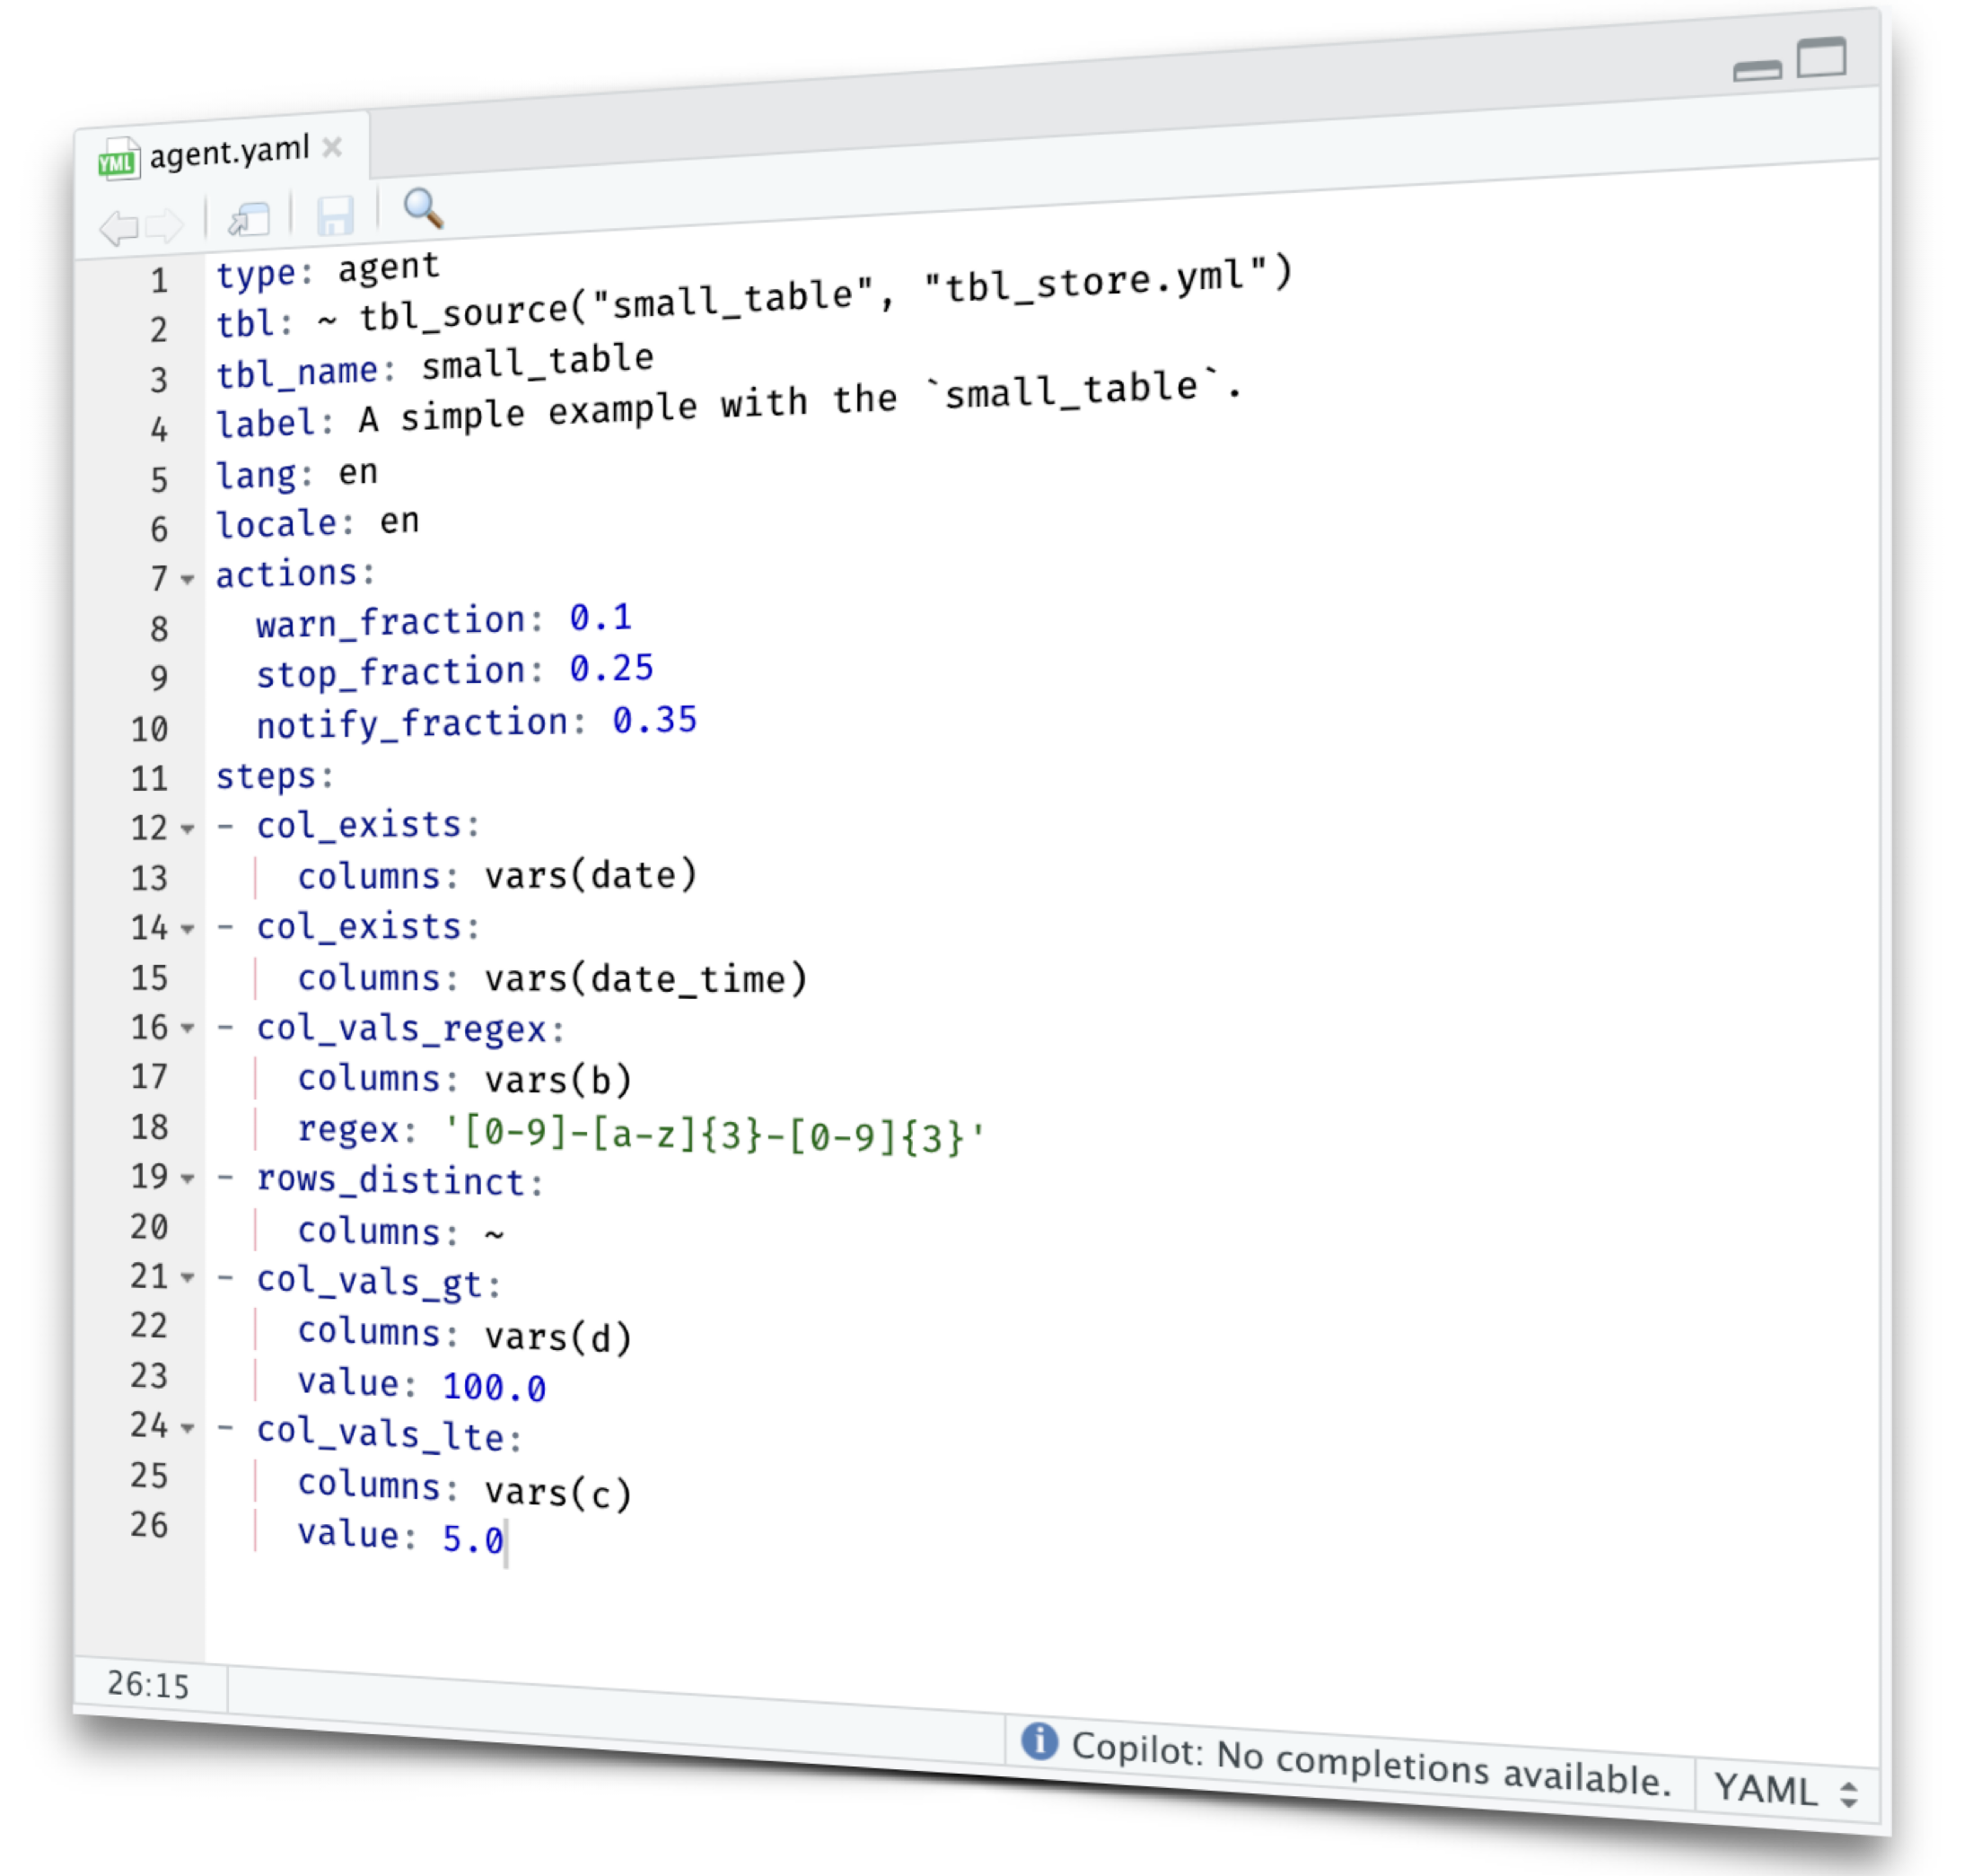 agent.yaml
YML
1 type: agent
2 tbl: ~ tbl_source("small_table", "tbl_store.yml")
3 tbl_name: small_table
4 label: A simple example with the `small_table`.
5 lang: en
6 locale: en
7 actions:
8   warn_fraction: 0.1
9   stop_fraction: 0.25
10   notify_fraction: 0.35
11 steps:
12 - col_exists:
13     columns: vars(date)
14 - col_exists:
15     columns: vars(date_time)
16 - col_vals_regex:
17     columns: vars(b)
18     regex: '[0-9]-[a-z]{3}-[0-9]{3}'
19 - rows_distinct:
20     columns: ~
21 - col_vals_gt:
22     columns: vars(d)
23     value: 100.0
24 - col_vals_lte:
25     columns: vars(c)
26     value: 5.0
26:15
Copilot: No completions available.
YAML